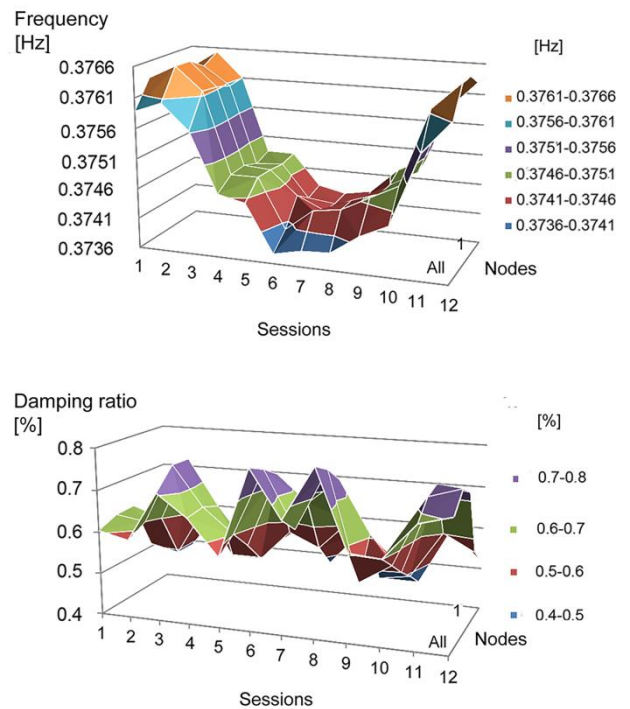 Frequency
[Hz]
[Hz]
0.3766
0.3761
0.3756
0.3751
0.3746
0.3741
0.3736
0.3761-0.3766
0.3756-0.3761
0.3751-0.3756
0.3746-0.3751
0.3741-0.3746
0.3736-0.3741
1
All
Nodes
1 2 3 4 5 6 7 8 9 10 11 12
Sessions
Damping ratio
[%]
[%]
0.8
0.7
0.6
0.5
0.4
0.7-0.8
0.6-0.7
0.5-0.6
0.4-0.5
1
All
Nodes
1 2 3 4 5 6 7 8 9 10 11 12
Sessions